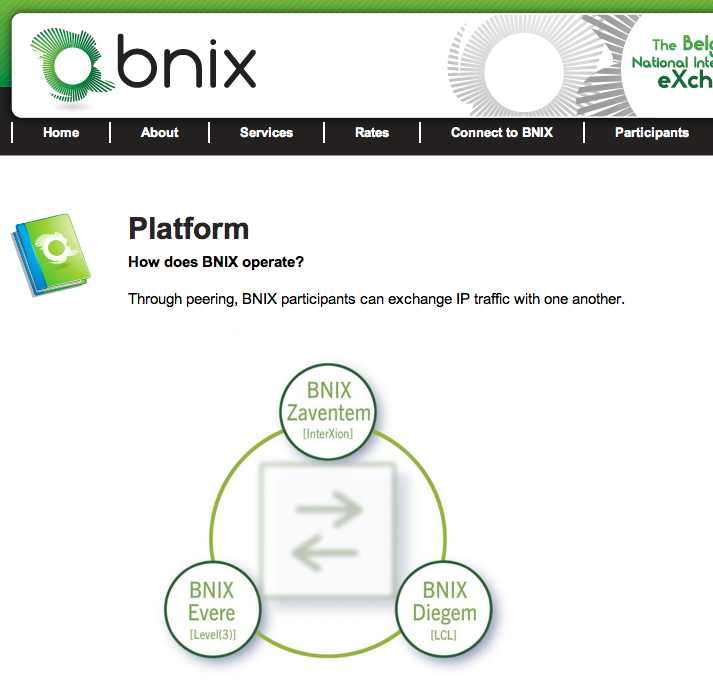 bnix
The Belg
National Inte
eXch
Home
About
Services
Rates
Connect to BNIX
Participants
Platform
How does BNIX operate?
Through peering, BNIX participants can exchange IP traffic with one another.
BNIX
Zaventem
[InterXion]
BNIX
Evere
[Level(3)]
BNIX
Diegem
[LCL]